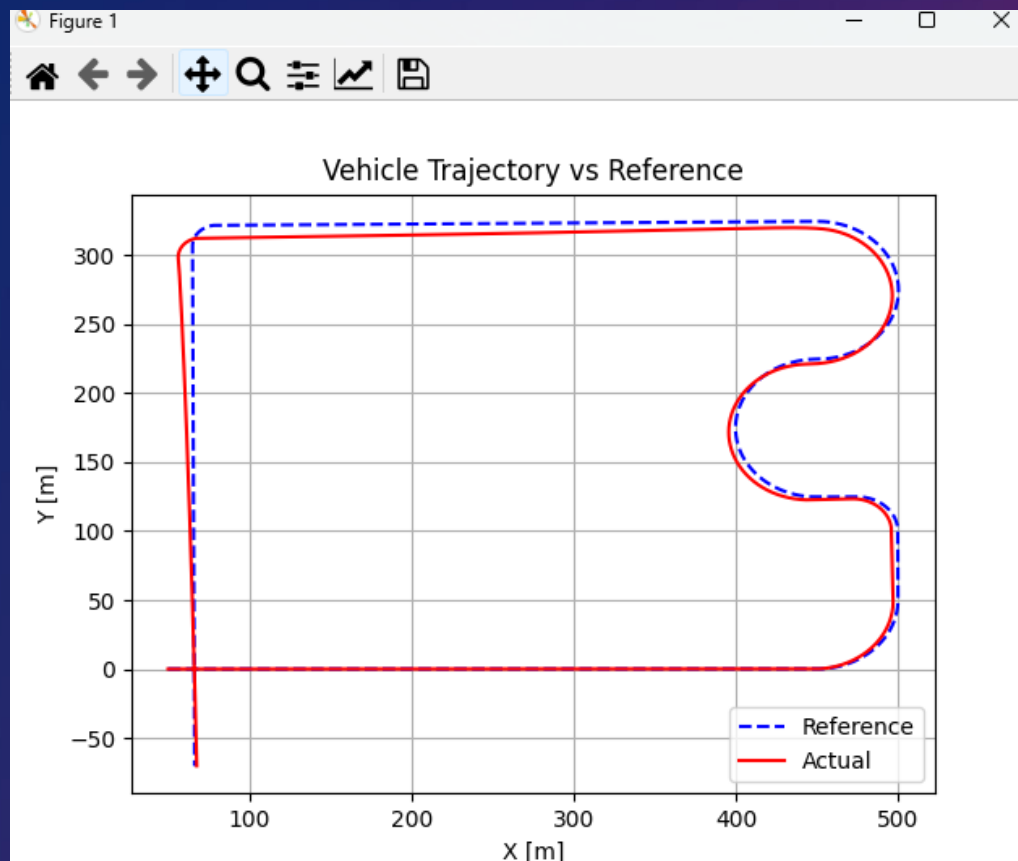 Figure 1
Vehicle Trajectory vs Reference
300
250
200
150
100
50
0
−50
Y [m]
100 200 300 400 500
X [m]
Reference
Actual